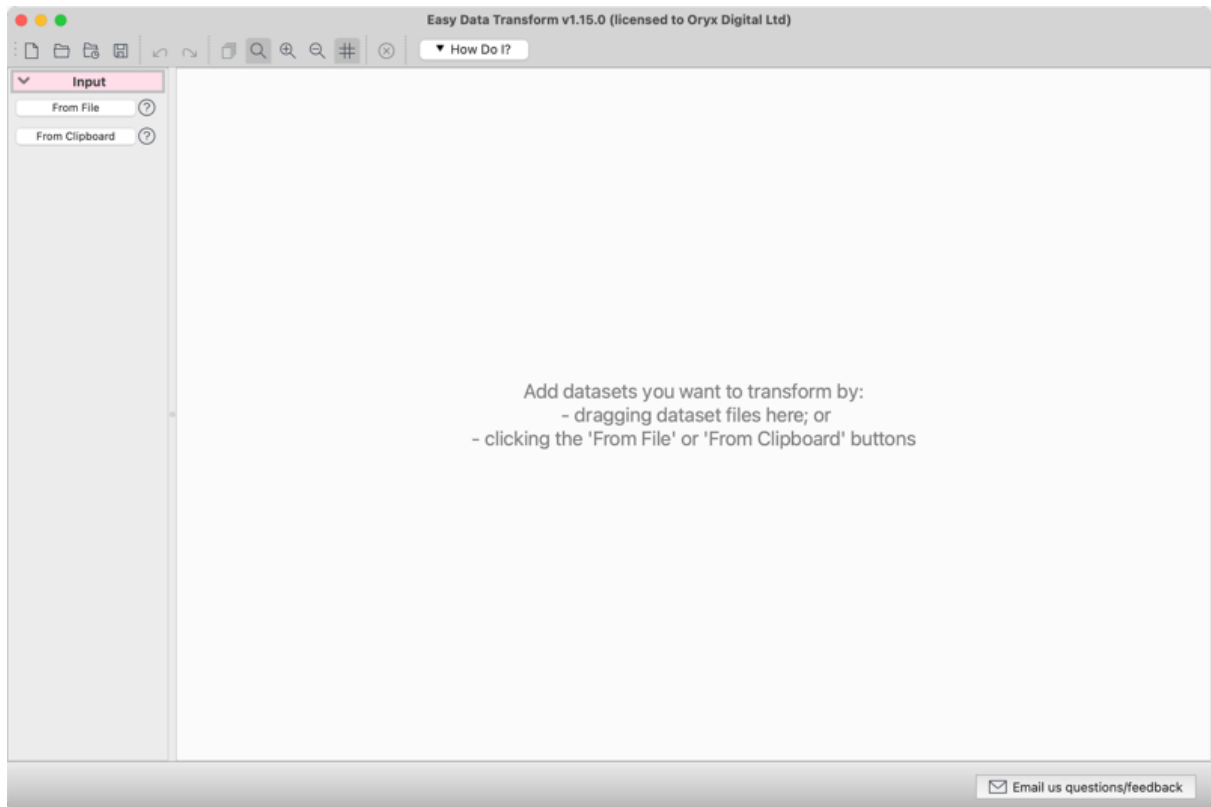 Easy Data Transform v1.15.0 (licensed to Oryx Digital Ltd)
▼ How Do I?
Input
From File ?
From Clipboard ?
Add datasets you want to transform by:
- dragging dataset files here; or
- clicking the 'From File' or 'From Clipboard' buttons
Email us questions/feedback